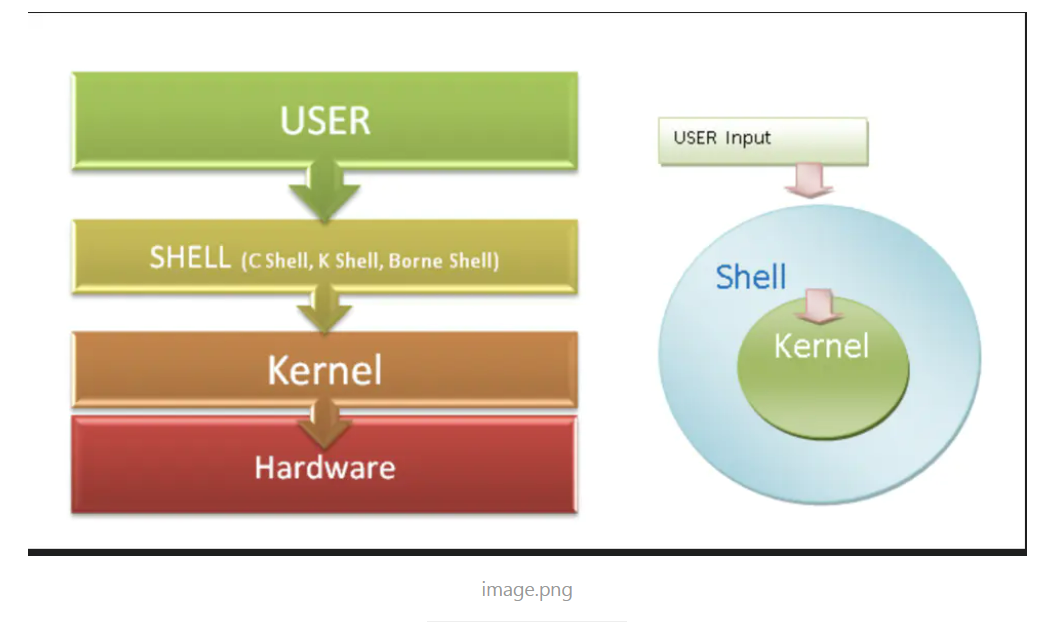 USER
SHELL (C Shell, K Shell, Borne Shell)
Kernel
Hardware
USER Input
Shell
Kernel
image.png